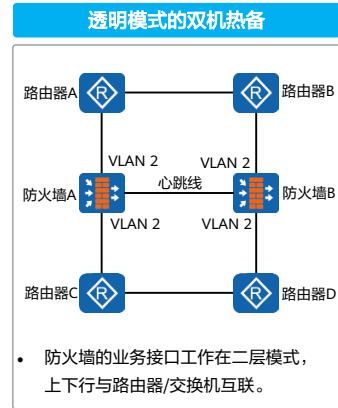 透明模式的双机热备
路由器A
R
R
路由器B
VLAN 2
VLAN 2
防火墙A
心跳线
防火墙B
VLAN 2
VLAN 2
路由器C
R
R
路由器D
• 防火墙的业务接口工作在二层模式，
上下行与路由器/交换机互联。